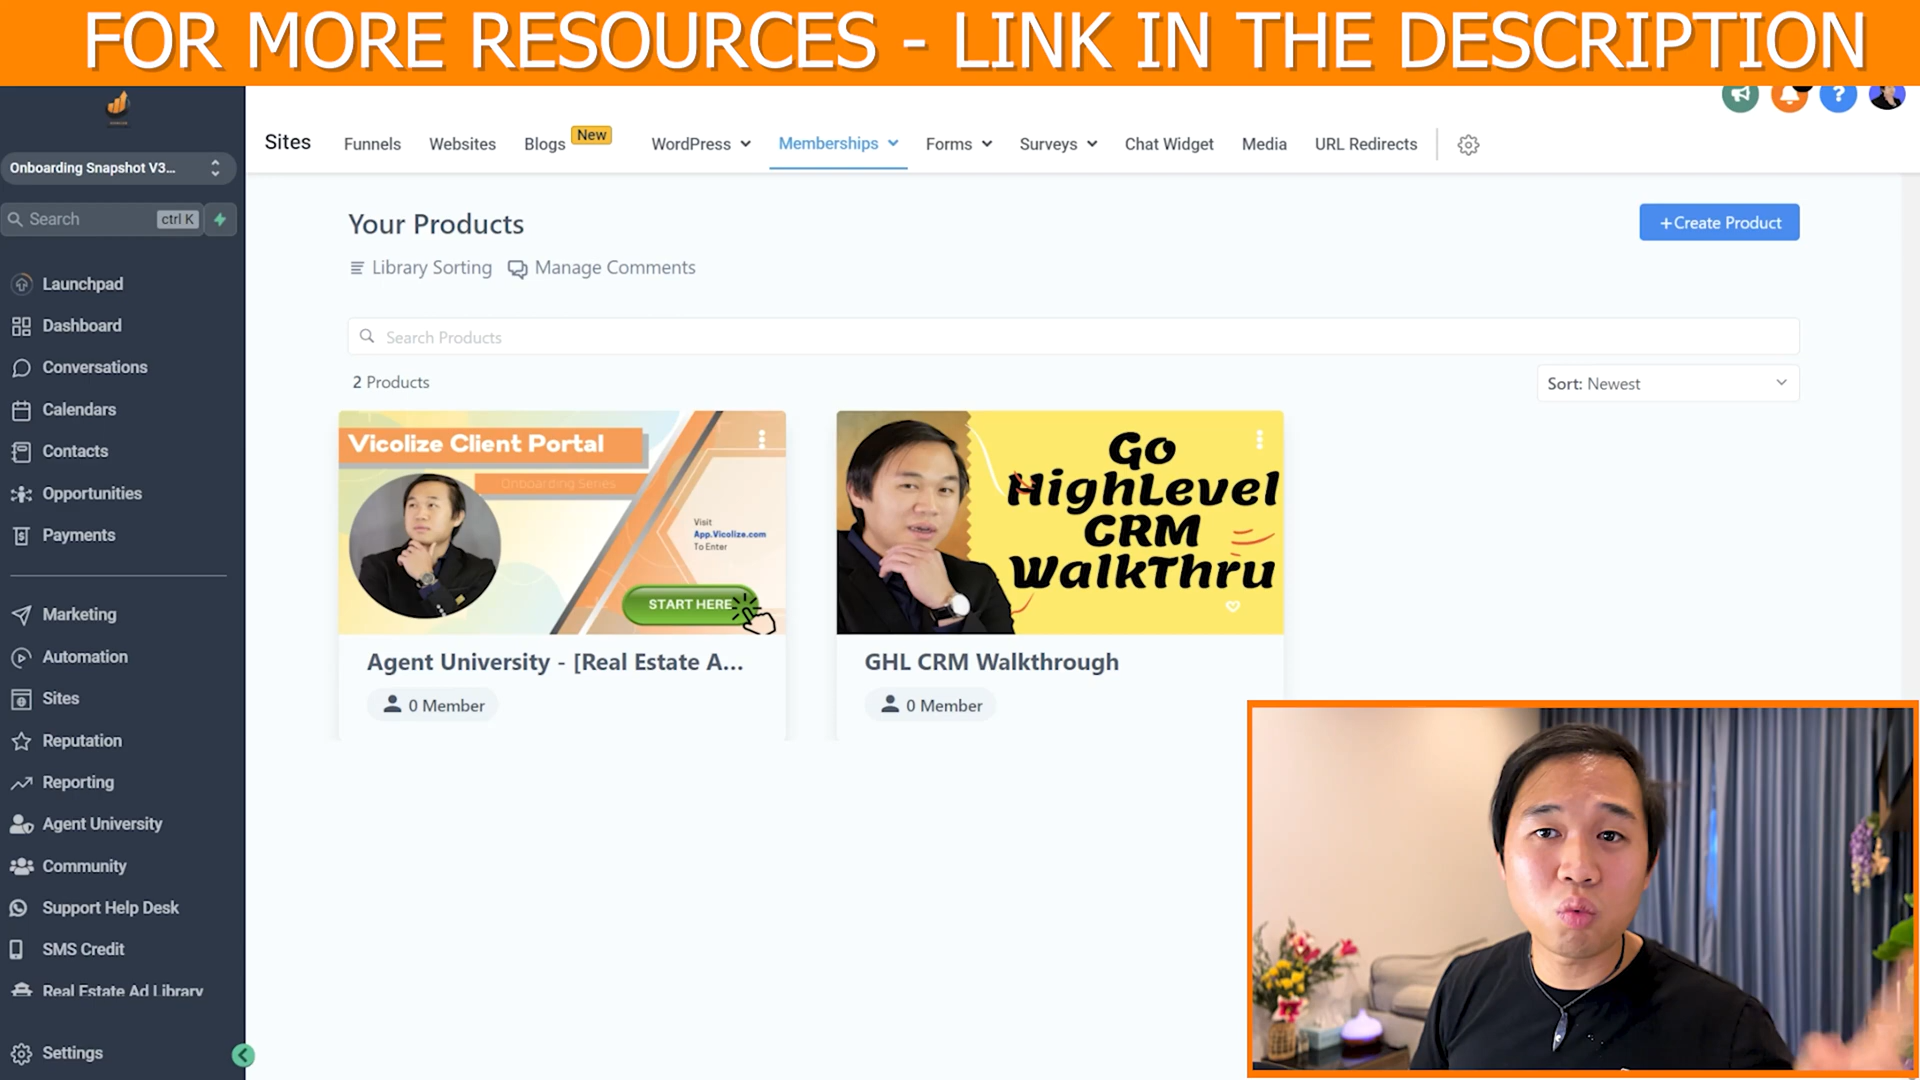 FOR MORE RESOURCES - LINK IN THE DESCRIPTION
Onboarding Snapshot V3...
Search ctrl K
Launchpad
Dashboard
Conversations
Calendars
Contacts
Opportunities
Payments
Marketing
Automation
Sites
Reputation
Reporting
Agent University
Community
Support Help Desk
SMS Credit
Real Estate Ad Library
Settings
Sites Funnels Websites Blogs New WordPress Memberships Forms Surveys Chat Widget Media URL Redirects
Your Products
+Create Product
Library Sorting Manage Comments
Search Products
2 Products
Sort: Newest
Vicolize Client Portal
Onboarding Series
Visit
App.Vicolize.com
To Enter
START HERE
Agent University - [Real Estate A...
0 Member
Go
HighLevel
CRM
WalkThru
GHL CRM Walkthrough
0 Member